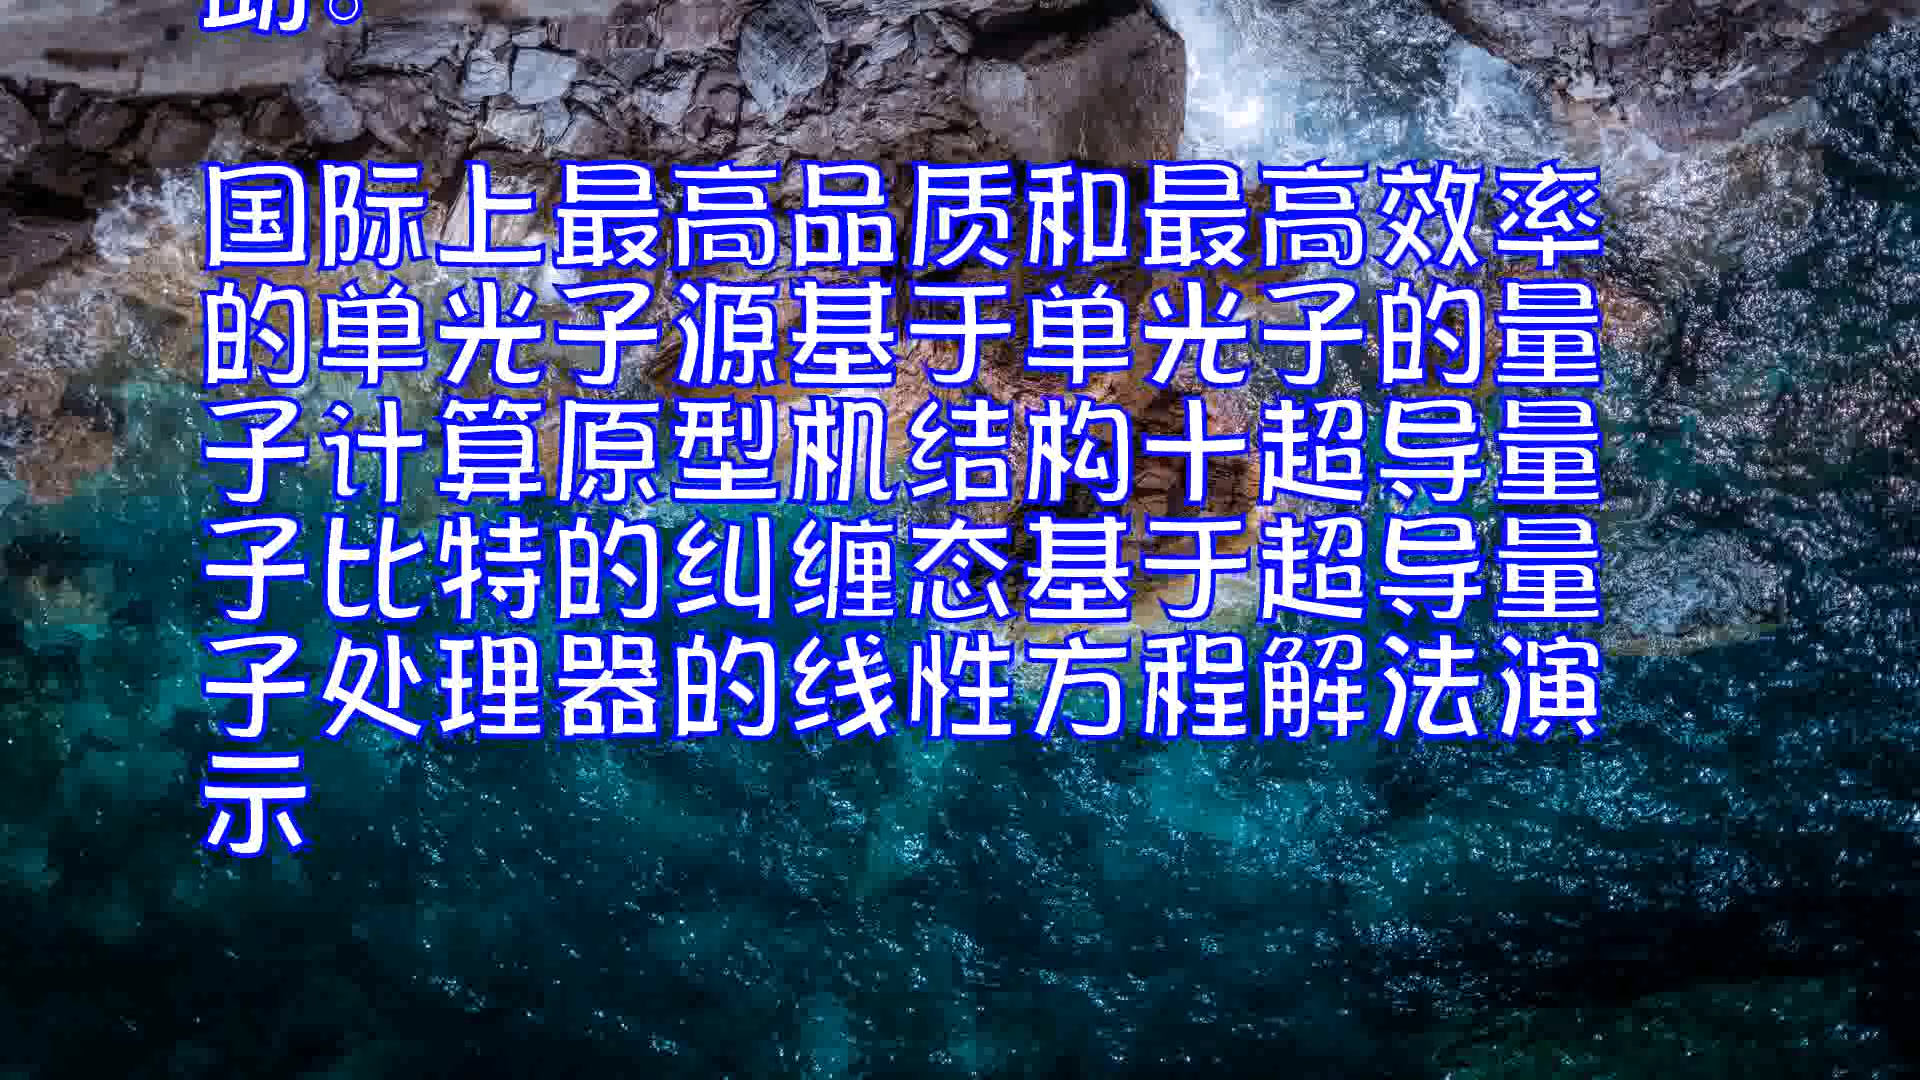 助。
国际上最高品质和最高效率
的单光子源基于单光子的量
子计算原型机结构十超导量
子比特的纠缠态基于超导量
子处理器的线性方程解法演
示